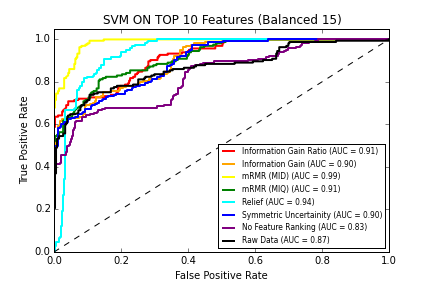 SVM ON TOP 10 Features (Balanced 15)
True Positive Rate
1.0
0.8
0.6
0.4
0.2
0.0
Information Gain Ratio (AUC = 0.91)
Information Gain (AUC = 0.90)
mRMR (MID) (AUC = 0.99)
mRMR (MIQ) (AUC = 0.91)
Relief (AUC = 0.94)
Symmetric Uncertainity (AUC = 0.90)
No Feature Ranking (AUC = 0.83)
Raw Data (AUC = 0.87)
0.0 0.2 0.4 0.6 0.8 1.0
False Positive Rate